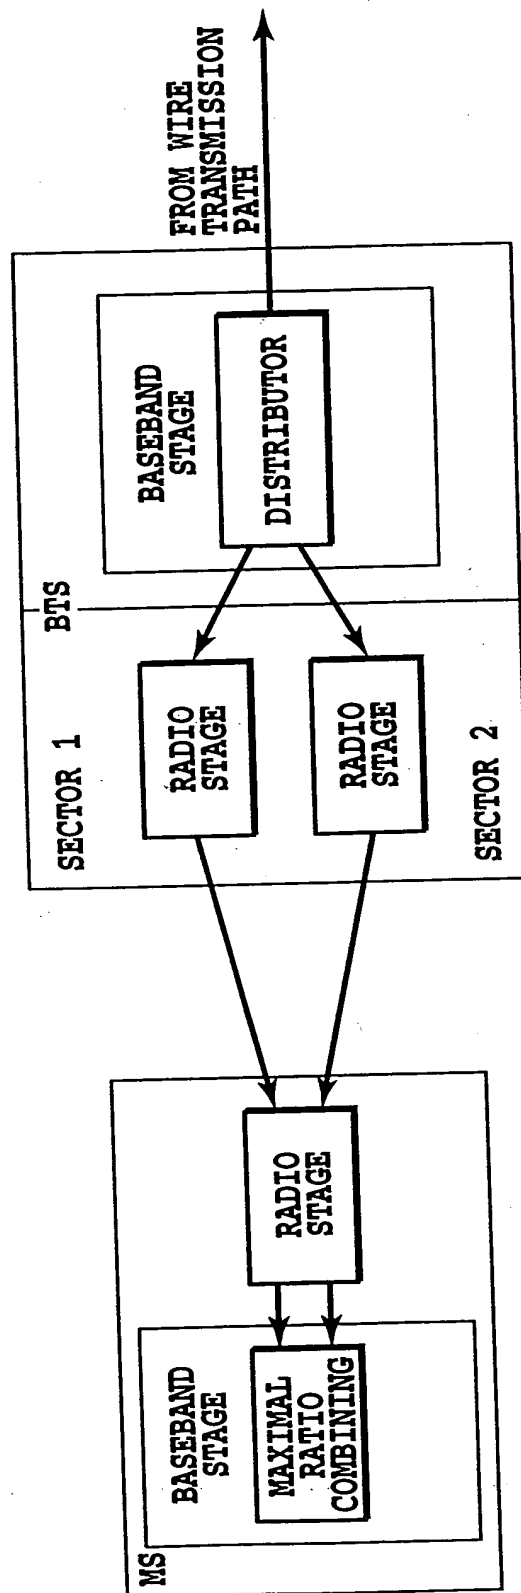 MS
BASEBAND
STAGE
MAXIMAL
RATIO
COMBINING
RADIO
STAGE
SECTOR 1
RADIO
STAGE
RADIO
STAGE
SECTOR 2
BTS
BASEBAND
STAGE
DISTRIBUTOR
FROM WIRE
TRANSMISSION
PATH